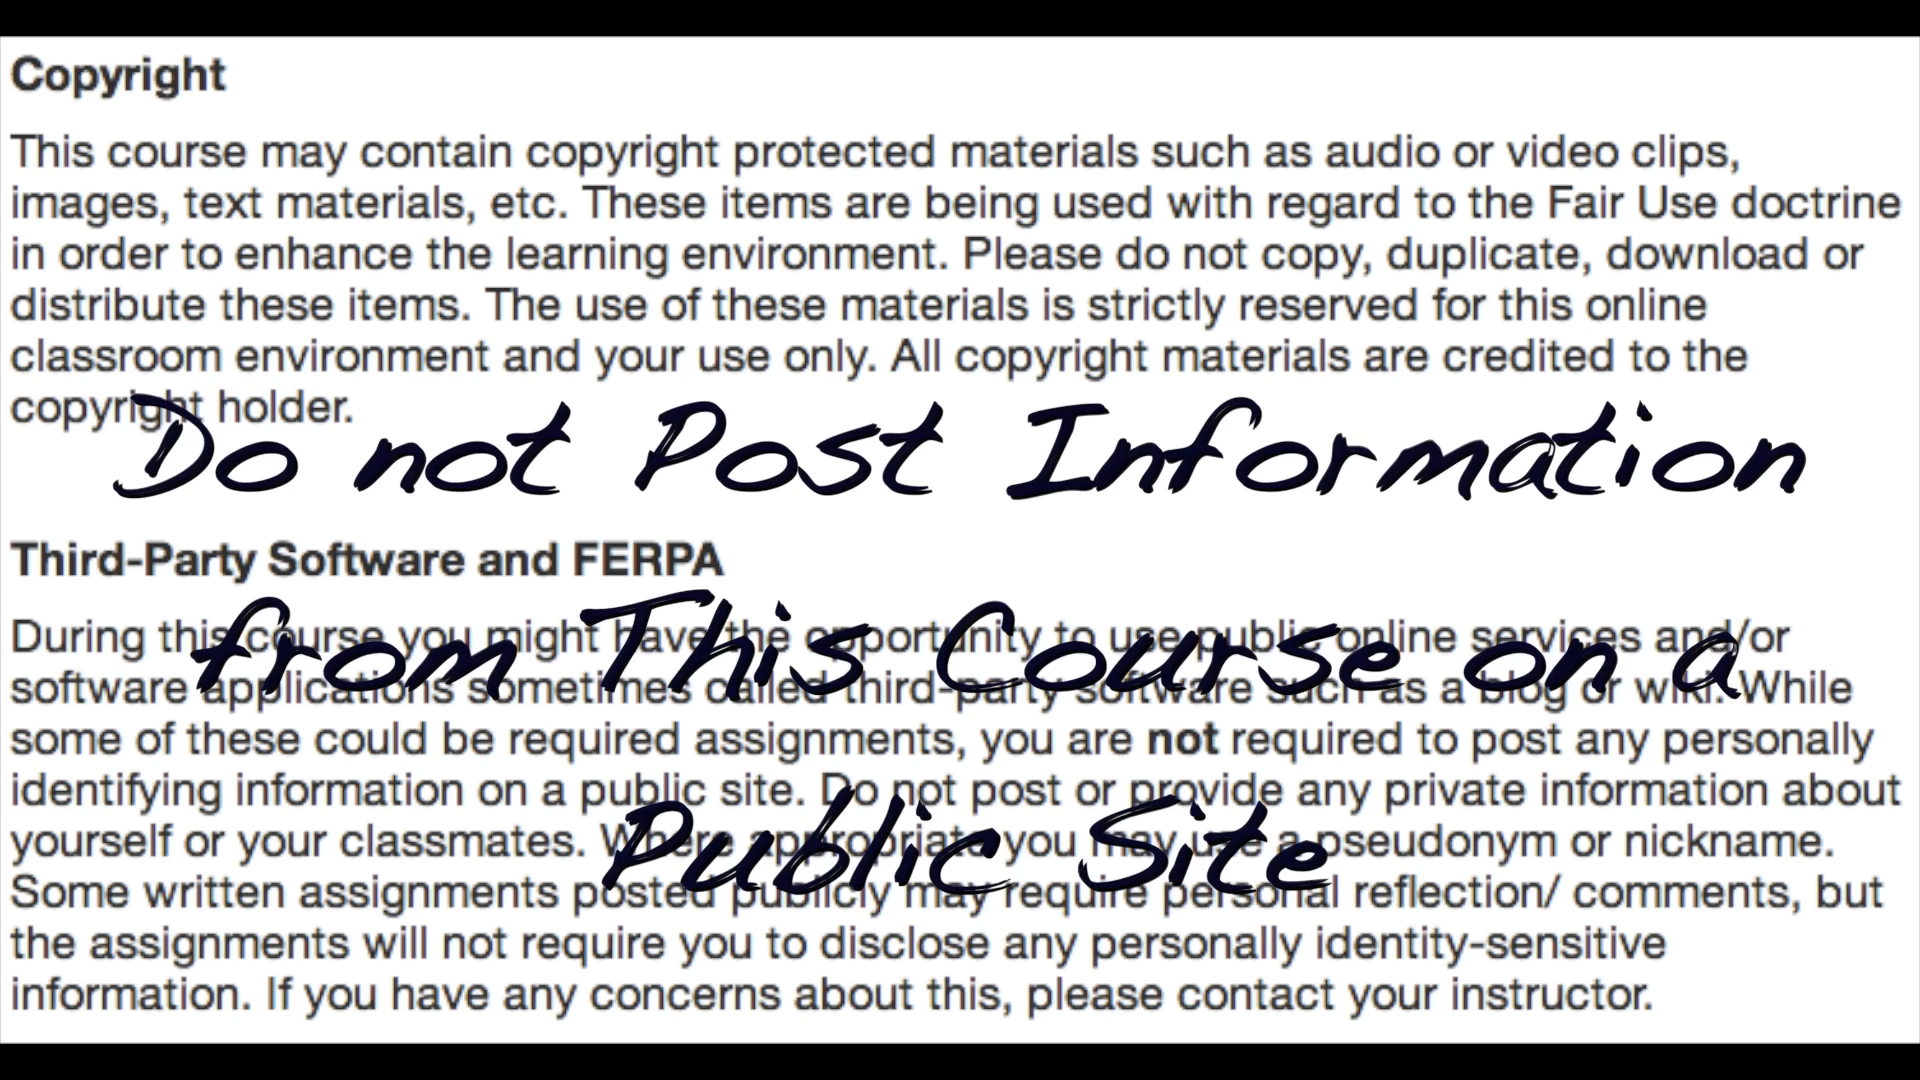 Copyright
This course may contain copyright protected materials such as audio or video clips,
images, text materials, etc. These items are being used with regard to the Fair Use doctrine
in order to enhance the learning environment. Please do not copy, duplicate, download or
distribute these items. The use of these materials is strictly reserved for this online
classroom environment and your use only. All copyright materials are credited to the
copyright holder.
Do not Post Information
Third-Party Software and FERPA
from This Course on a
During this course you might have the opportunity to use public online services and/or
software applications sometimes called third-party software such as a blog or wiki. While
some of these could be required assignments, you are not required to post any personally
identifying information on a public site. Do not post or provide any private information about
Public Site
yourself or your classmates. Where appropriate you may use a pseudonym or nickname.
Some written assignments posted publicly may require personal reflection/ comments, but
the assignments will not require you to disclose any personally identity-sensitive
information. If you have any concerns about this, please contact your instructor.